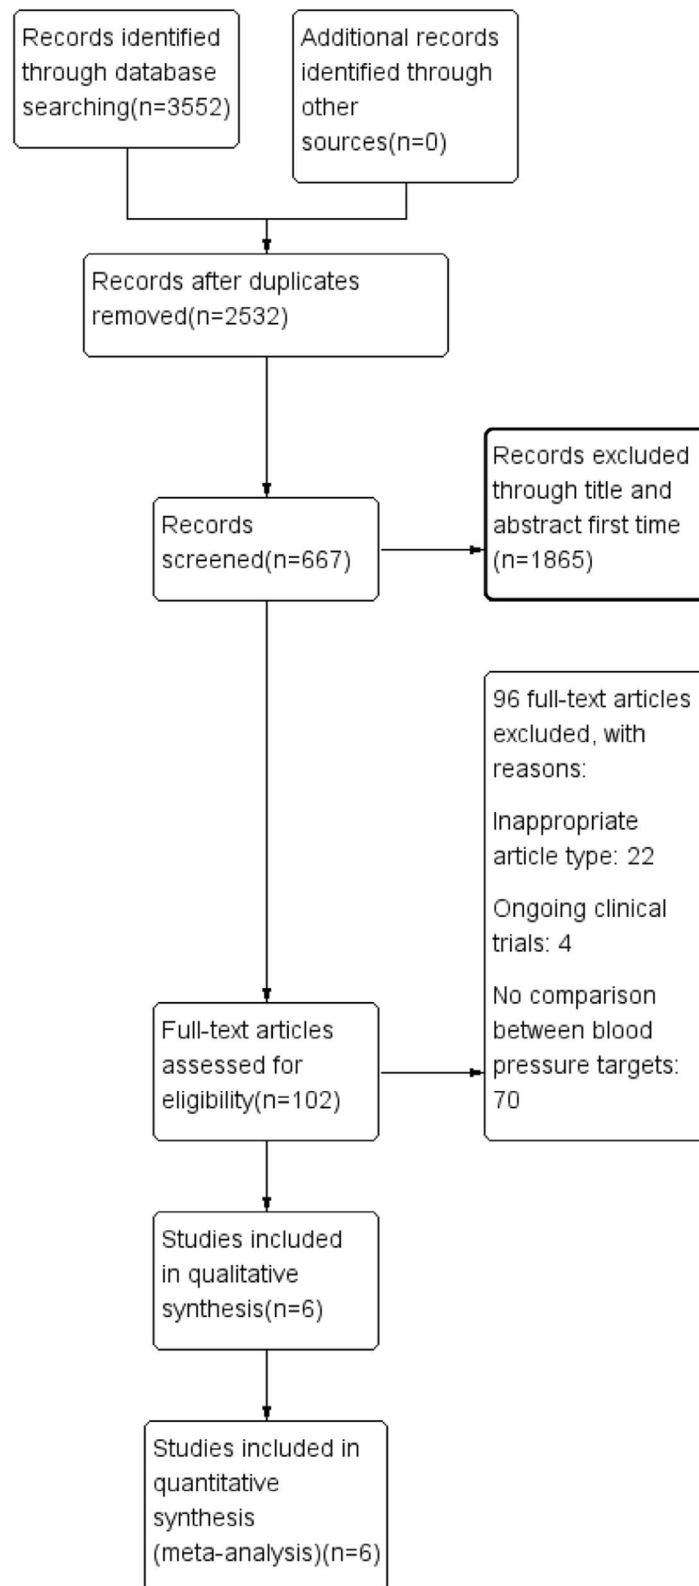 Records identified
through database
searching(n=3552)
Additional records
identified through
other
sources(n=0)
Records after duplicates
removed(n=2532)
Records excluded
through title and
abstract first time
(n=1865)
Records
screened(n=667)
96 full-text articles
excluded, with
reasons:
Inappropriate
article type: 22
Ongoing clinical
trials: 4
No comparison
between blood
pressure targets:
70
Full-text articles
assessed for
eligibility(n=102)
Studies included
in qualitative
synthesis(n=6)
Studies included in
quantitative
synthesis
(meta-analysis)(n=6)